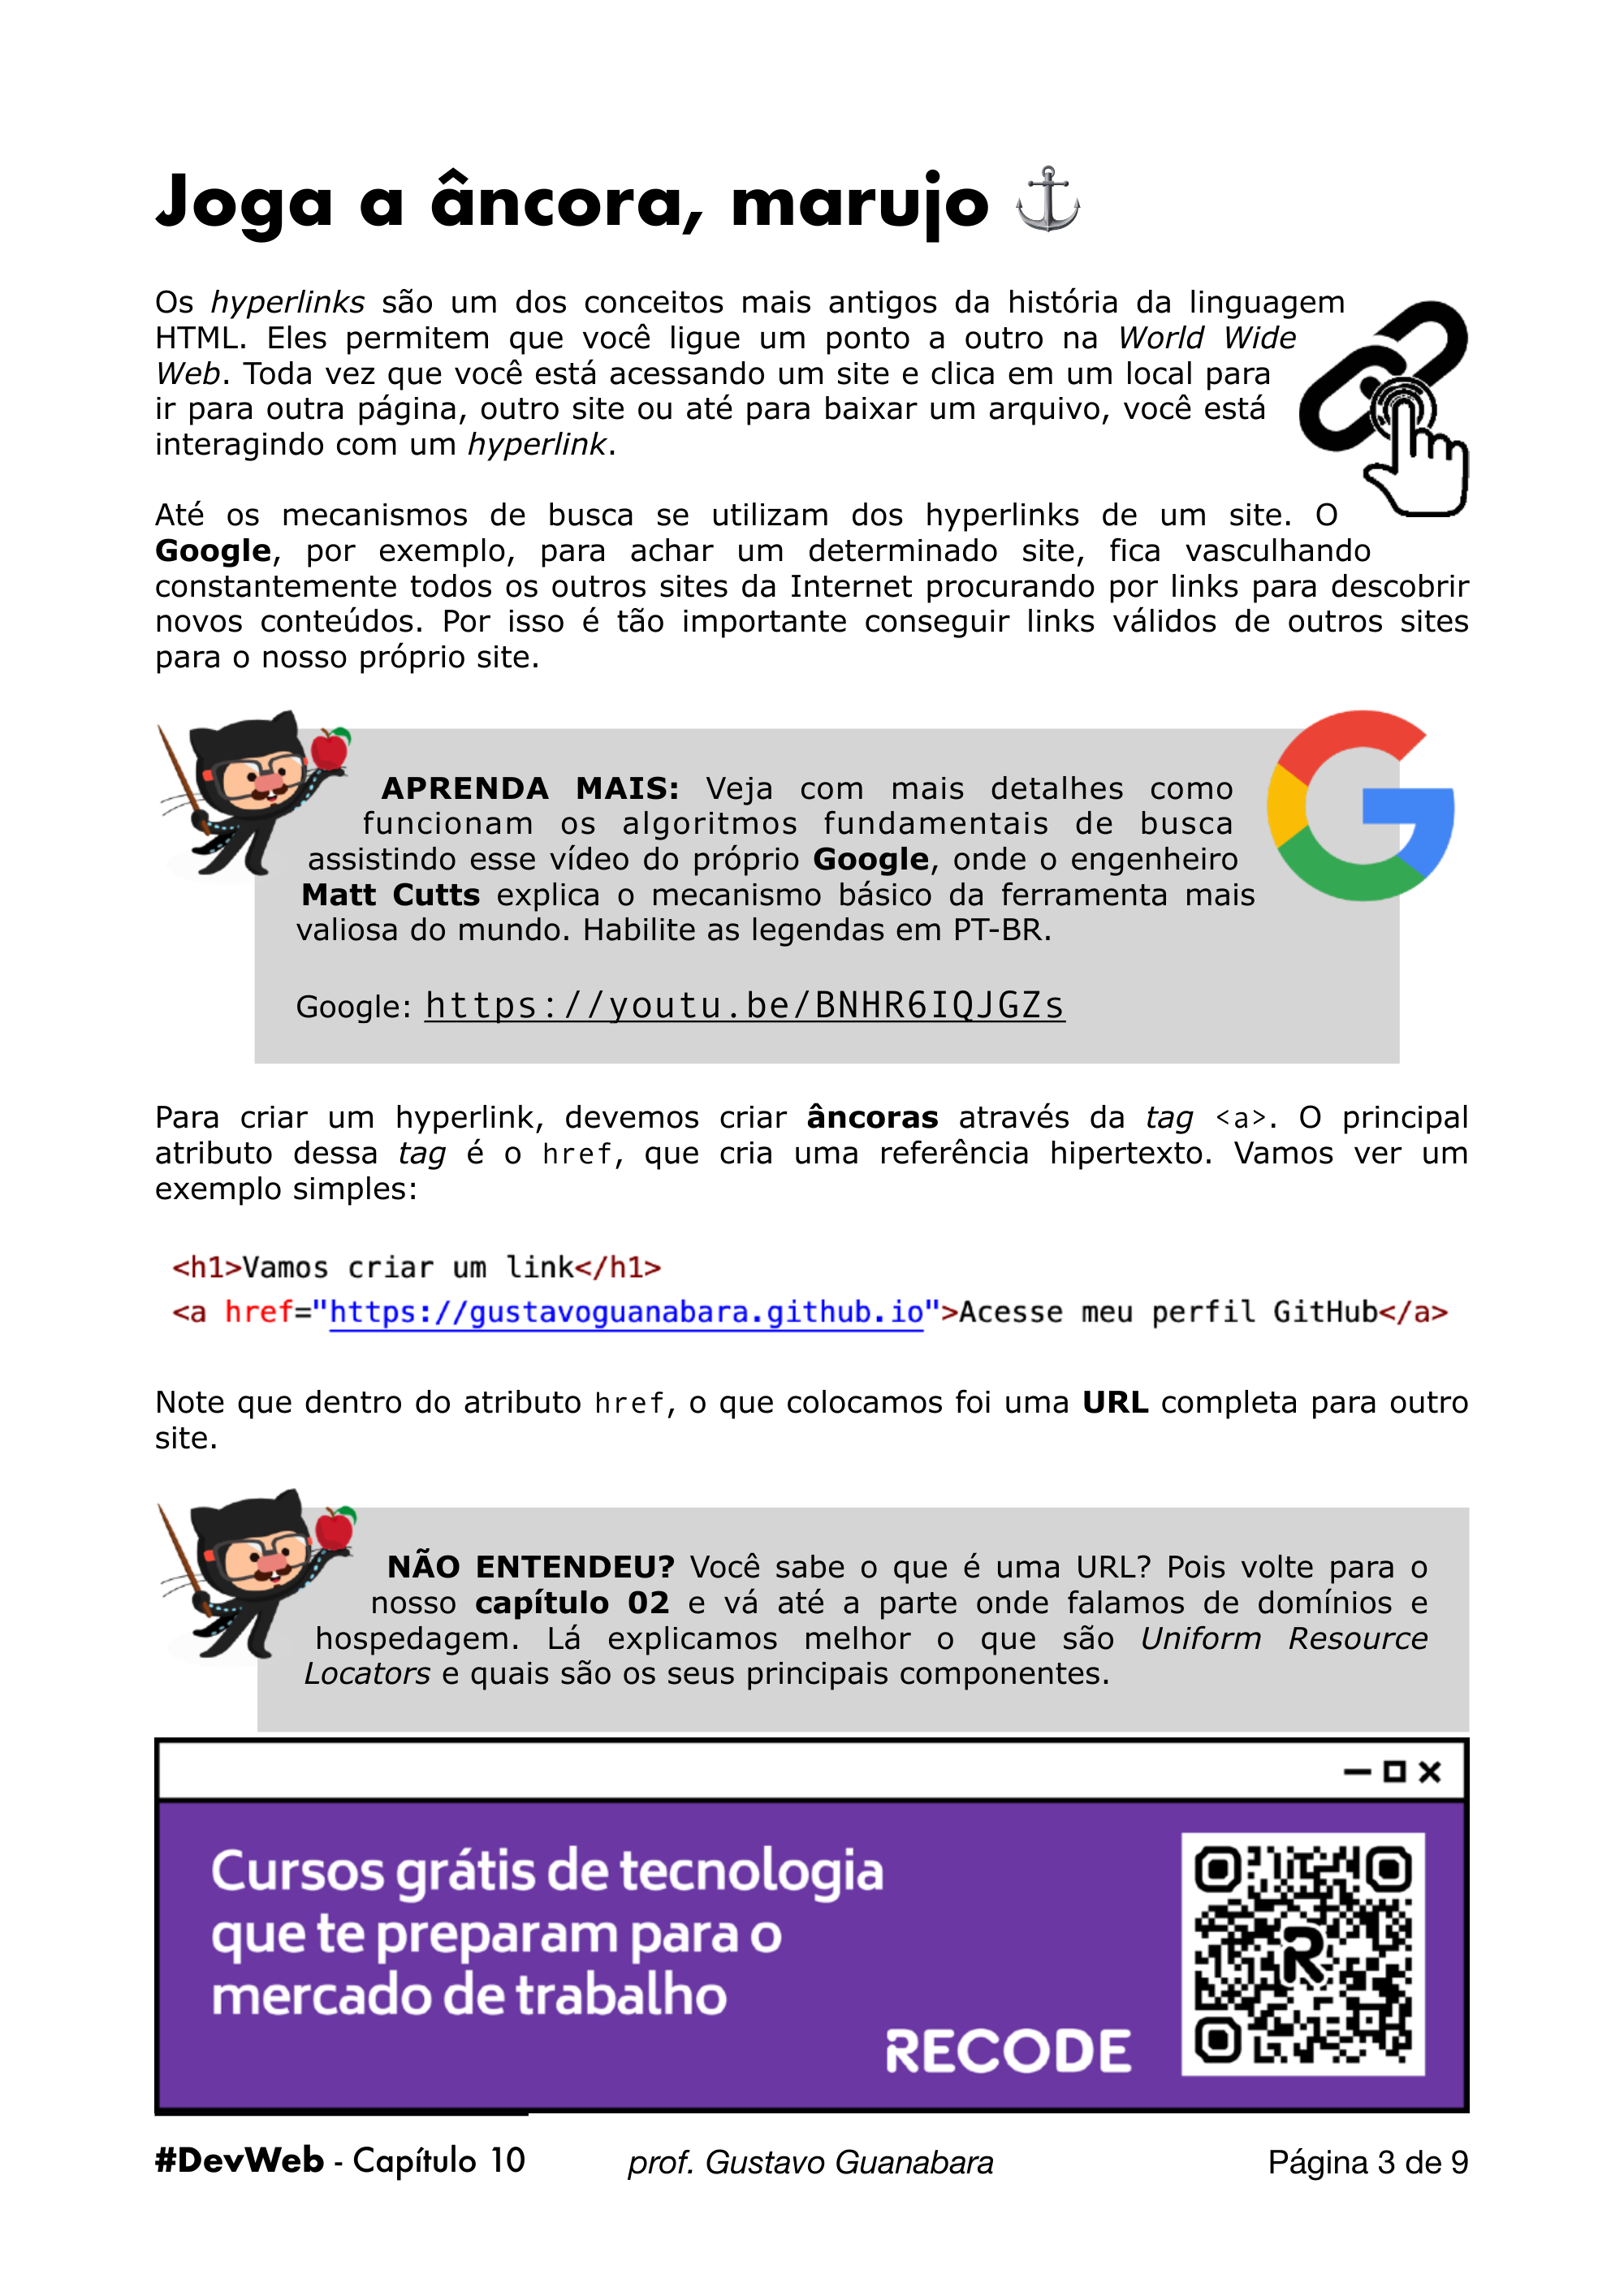 Joga a âncora, marujo ⚓
Os hyperlinks são um dos conceitos mais antigos da história da linguagem
HTML. Eles permitem que você ligue um ponto a outro na World Wide
Web. Toda vez que você está acessando um site e clica em um local para
ir para outra página, outro site ou até para baixar um arquivo, você está
interagindo com um hyperlink.
Até os mecanismos de busca se utilizam dos hyperlinks de um site. O
Google, por exemplo, para achar um determinado site, fica vasculhando
constantemente todos os outros sites da Internet procurando por links para descobrir
novos conteúdos. Por isso é tão importante conseguir links válidos de outros sites
para o nosso próprio site.
APRENDA MAIS: Veja com mais detalhes como
funcionam os algoritmos fundamentais de busca
assistindo esse vídeo do próprio Google, onde o engenheiro
Matt Cutts explica o mecanismo básico da ferramenta mais
valiosa do mundo. Habilite as legendas em PT-BR.
Google: https://youtu.be/BNHR6IQJGZs
Para criar um hyperlink, devemos criar âncoras através da tag <a>. O principal
atributo dessa tag é o href, que cria uma referência hipertexto. Vamos ver um
exemplo simples:
<h1>Vamos criar um link</h1>
<a href="https://gustavoguanabara.github.io">Acesse meu perfil GitHub</a>
Note que dentro do atributo href, o que colocamos foi uma URL completa para outro
site.
NÃO ENTENDEU? Você sabe o que é uma URL? Pois volte para o
nosso capítulo 02 e vá até a parte onde falamos de domínios e
hospedagem. Lá explicamos melhor o que são Uniform Resource
Locators e quais são os seus principais componentes.
Cursos grátis de tecnologia
que te preparam para o
mercado de trabalho
RECODE
#DevWeb - Capítulo 10 prof. Gustavo Guanabara Página 3 de 9